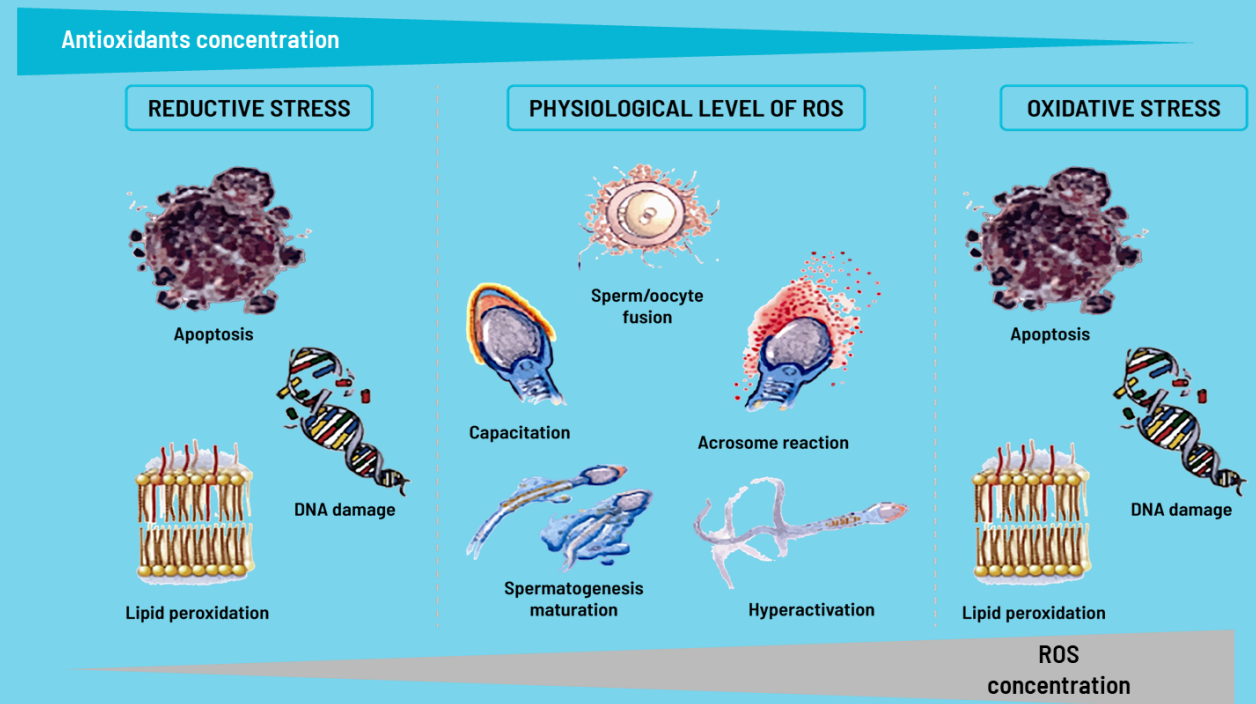 Antioxidants concentration
REDUCTIVE STRESS
PHYSIOLOGICAL LEVEL OF ROS
OXIDATIVE STRESS
Apoptosis
DNA damage
Lipid peroxidation
Sperm/oocyte
fusion
Capacitation
Acrosome reaction
Spermatogenesis
maturation
Hyperactivation
Apoptosis
DNA damage
Lipid peroxidation
ROS
concentration